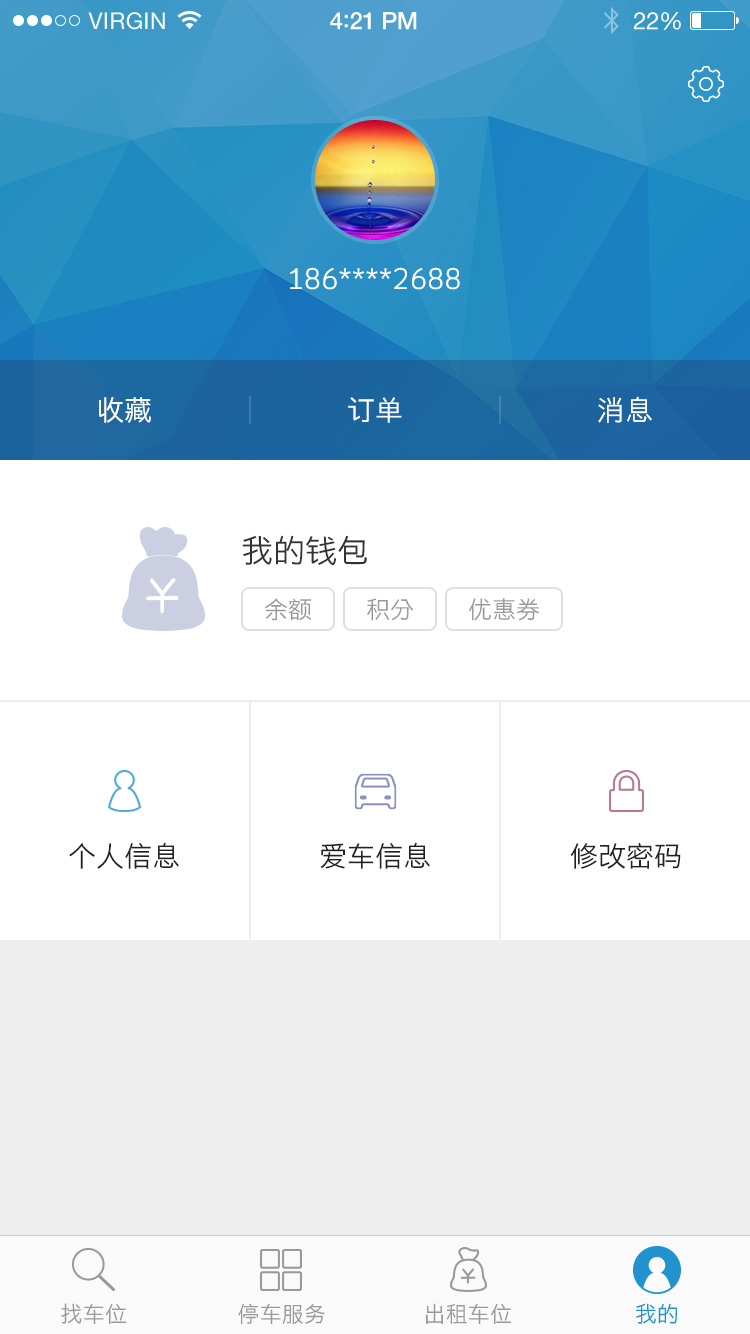 VIRGIN 4:21 PM 22%
186****2688
收藏 订单 消息
我的钱包
余额 积分 优惠券
个人信息 爱车信息 修改密码
找车位 停车服务 出租车位 我的